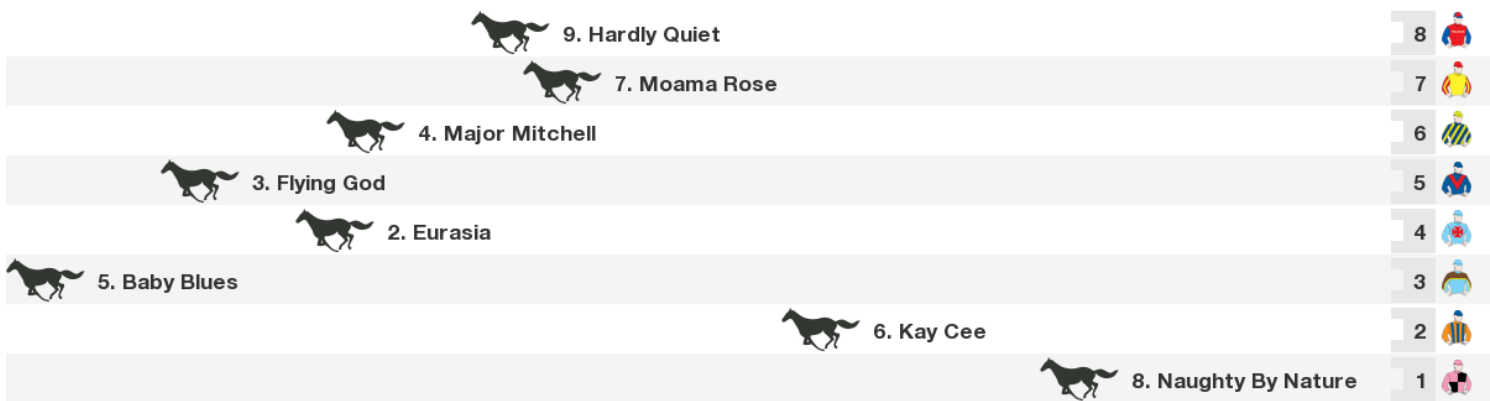 9. Hardly Quiet 8
7. Moama Rose 7
4. Major Mitchell 6
3. Flying God 5
2. Eurasia 4
5. Baby Blues 3
6. Kay Cee 2
8. Naughty By Nature 1